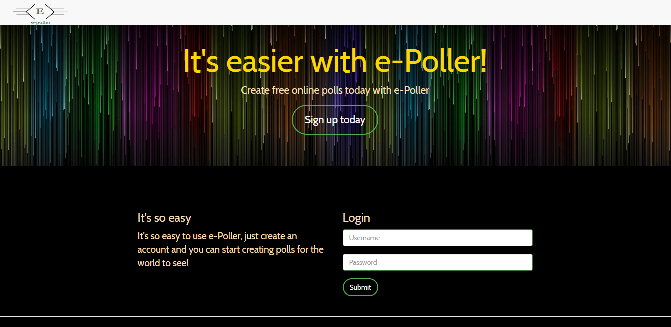 E
e-poller
It's easier with e-Poller!
Create free online polls today with e-Poller
Sign up today
It's so easy
It's so easy to use e-Poller, just create an
account and you can start creating polls for the
world to see!
Login
Username
Password
Submit